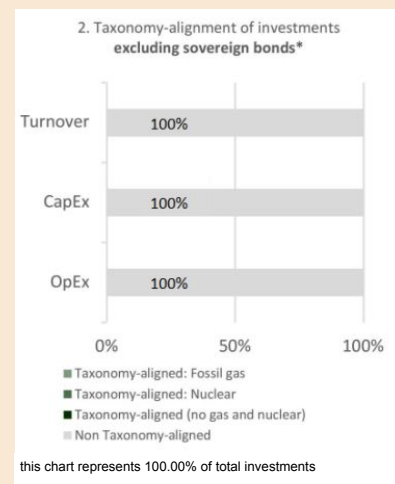 2. Taxonomy-alignment of investments
excluding sovereign bonds*
Turnover 100%
CapEx 100%
OpEx 100%
0% 50% 100%
Taxonomy-aligned: Fossil gas
Taxonomy-aligned: Nuclear
Taxonomy-aligned (no gas and nuclear)
Non Taxonomy-aligned
this chart represents 100.00% of total investments